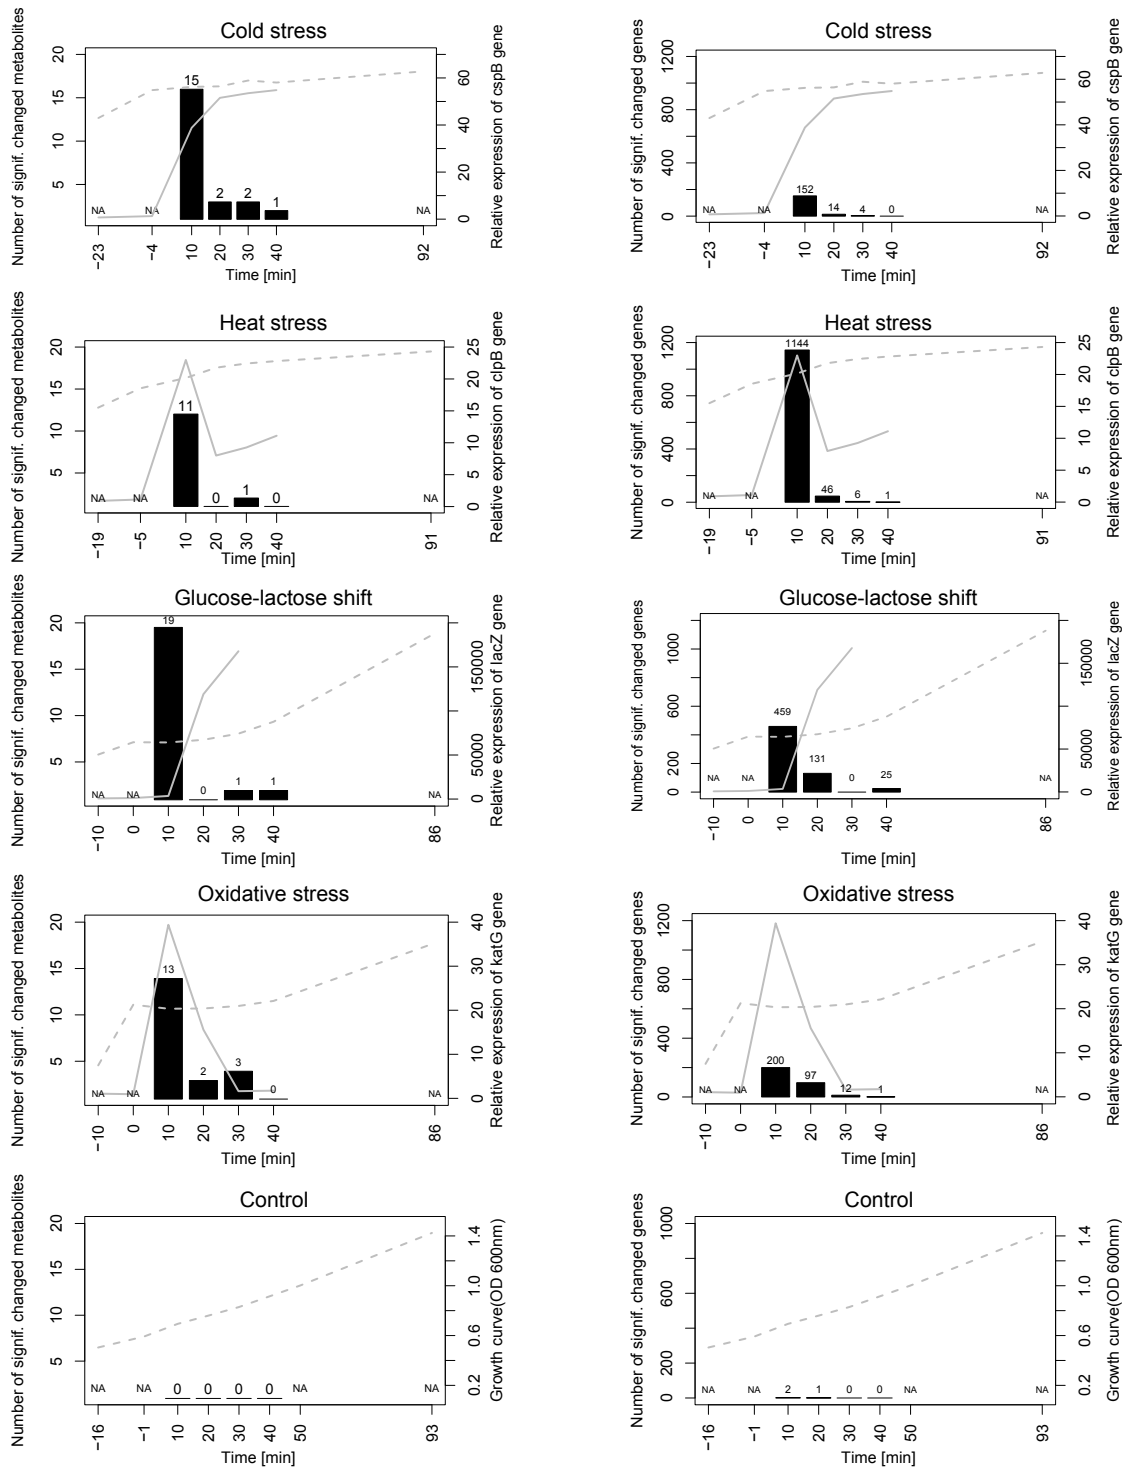 Cold stress
Number of signif. changed metabolites
20
15
10
5
15
2
2
1
NA
NA
NA
60
40
20
0
Relative expression of cspB gene
−23
−4
10
20
30
40
92
Time [min]
Cold stress
Number of signif. changed genes
1200
800
400
0
152
14
4
0
NA
NA
NA
60
40
20
0
Relative expression of cspB gene
−23
−4
10
20
30
40
92
Time [min]
Heat stress
Number of signif. changed metabolites
20
15
10
5
11
0
1
0
NA
NA
NA
25
20
15
10
5
0
Relative expression of clpB gene
−19
−5
10
20
30
40
91
Time [min]
Heat stress
Number of signif. changed genes
1200
800
400
0
1144
46
6
1
NA
NA
NA
25
20
15
10
5
0
Relative expression of clpB gene
−19
−5
10
20
30
40
91
Time [min]
Glucose-lactose shift
Number of signif. changed metabolites
20
15
10
5
19
0
1
1
NA
NA
NA
150000
50000
0
Relative expression of lacZ gene
−10
0
10
20
30
40
86
Time [min]
Glucose-lactose shift
Number of signif. changed genes
1000
600
200
0
459
131
0
25
NA
NA
NA
150000
50000
0
Relative expression of lacZ gene
−10
0
10
20
30
40
86
Time [min]
Oxidative stress
Number of signif. changed metabolites
20
15
10
5
13
2
3
0
NA
NA
NA
40
30
20
10
0
Relative expression of katG gene
−10
0
10
20
30
40
86
Time [min]
Oxidative stress
Number of signif. changed genes
1200
800
400
0
200
97
12
1
NA
NA
NA
40
30
20
10
0
Relative expression of katG gene
−10
0
10
20
30
40
86
Time [min]
Control
Number of signif. changed metabolites
20
15
10
5
NA
NA
0
0
0
0
NA
NA
1.4
1.0
0.6
0.2
Growth curve(OD 600nm)
−16
−1
10
20
30
40
50
93
Time [min]
Control
Number of signif. changed genes
1000
600
200
0
NA
NA
2
1
0
0
NA
NA
1.4
1.0
0.6
0.2
Growth curve(OD 600nm)
−16
−1
10
20
30
40
50
93
Time [min]